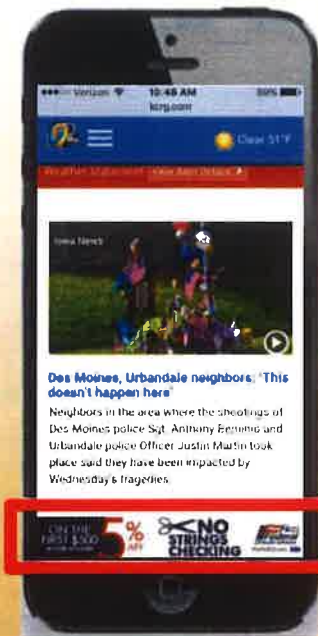 Verizon 10:48 AM
kcrg.com
Clear 51°F
Weather Statement View Alert Details
Iowa News
Des Moines, Urbandale neighbors: "This
doesn't happen here"
Neighbors in the area where the shootings of
Des Moines police Sgt. Anthony Beminio and
Urbandale police Officer Justin Martin took
place said they have been impacted by
Wednesday's tragedies.
ON THE
FIRST $500
5%
NO
STRINGS
CHECKING